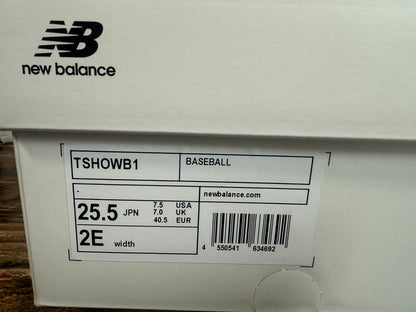 NB
new balance
TSHOWB1 BASEBALL
- newbalance.com
25.5 JPN 7.5 USA
7.0 UK
40.5 EUR
2E width
4 550541 634692